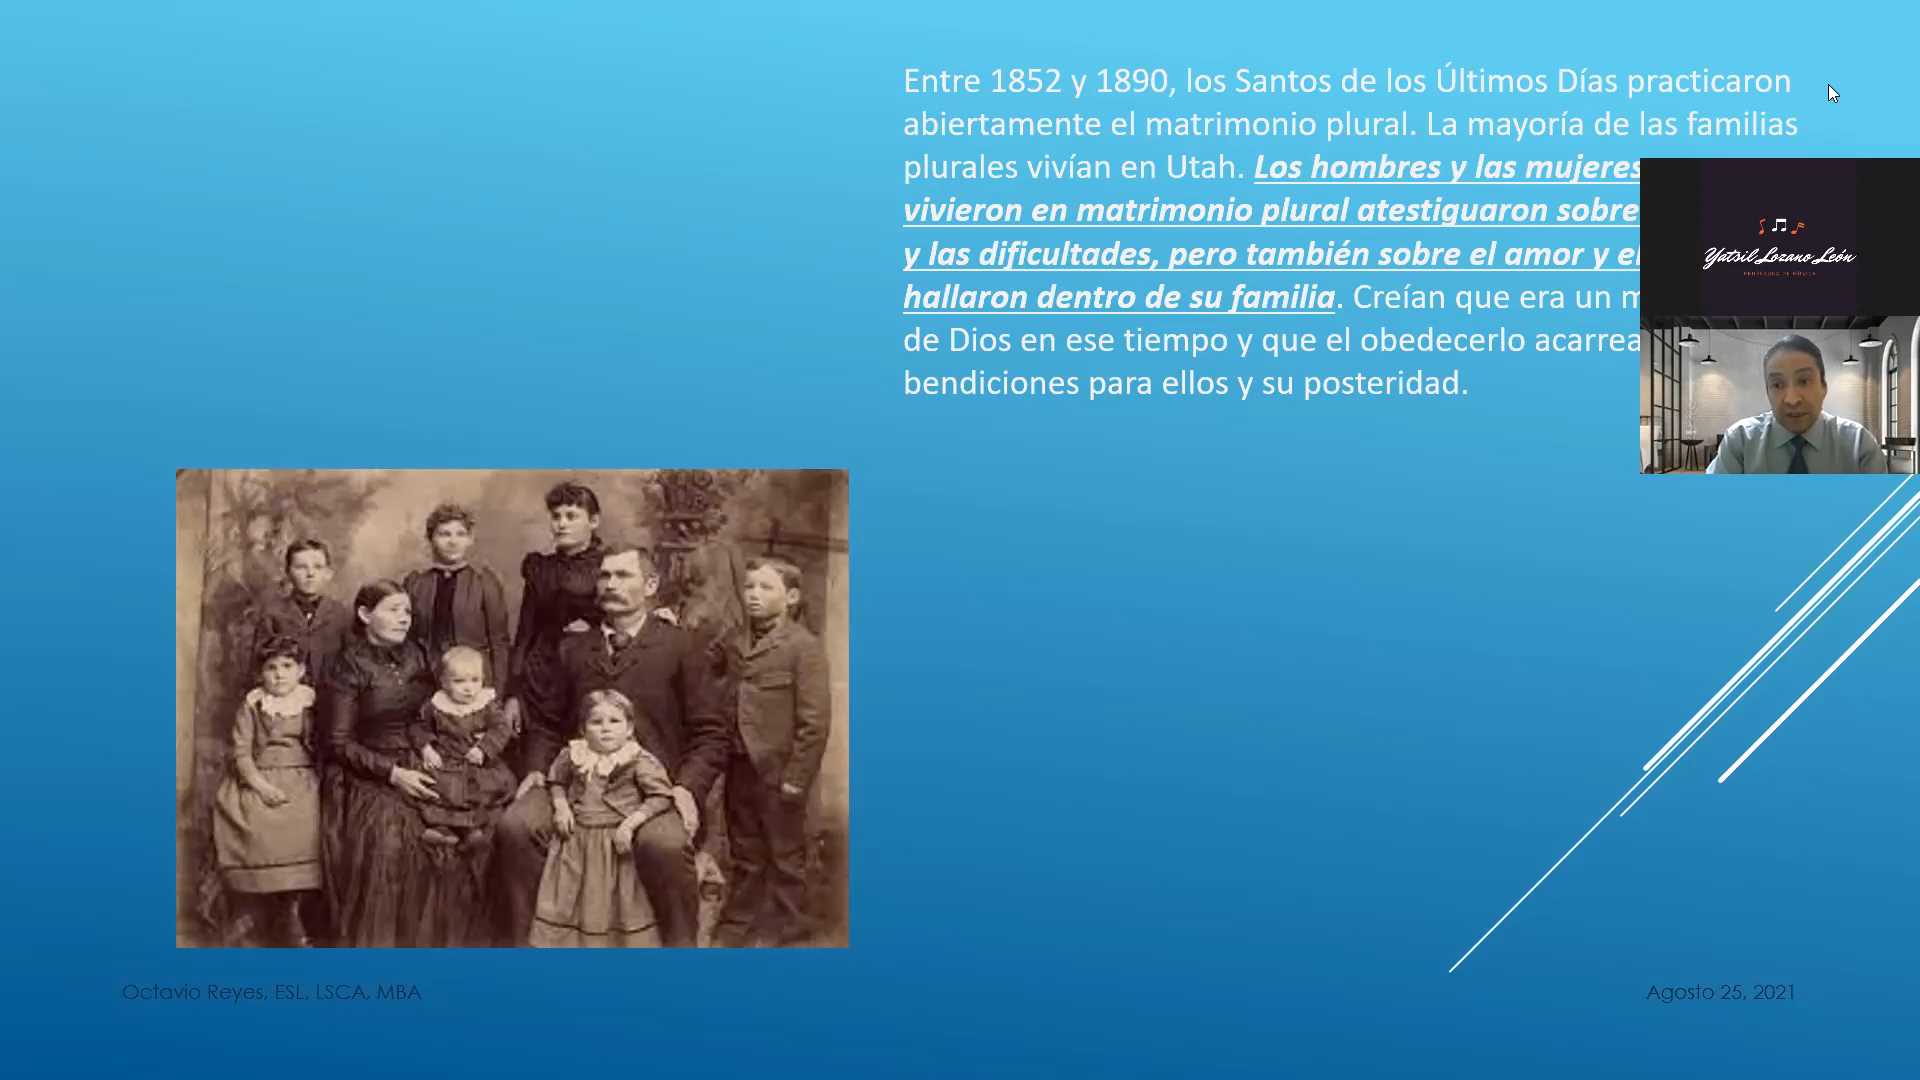 Entre 1852 y 1890, los Santos de los Últimos Días practicaron
abiertamente el matrimonio plural. La mayoría de las familias
plurales vivían en Utah. Los hombres y las mujeres
vivieron en matrimonio plural atestiguaron sobre
y las dificultades, pero también sobre el amor y
hallaron dentro de su familia. Creían que era un
de Dios en ese tiempo y que el obedecerlo
bendiciones para ellos y su posteridad.
Yatsil Lozano León
PROFESORA DE MÚSICA
Octavio Reyes, ESL, LSCA, MBA
Agosto 25, 2021